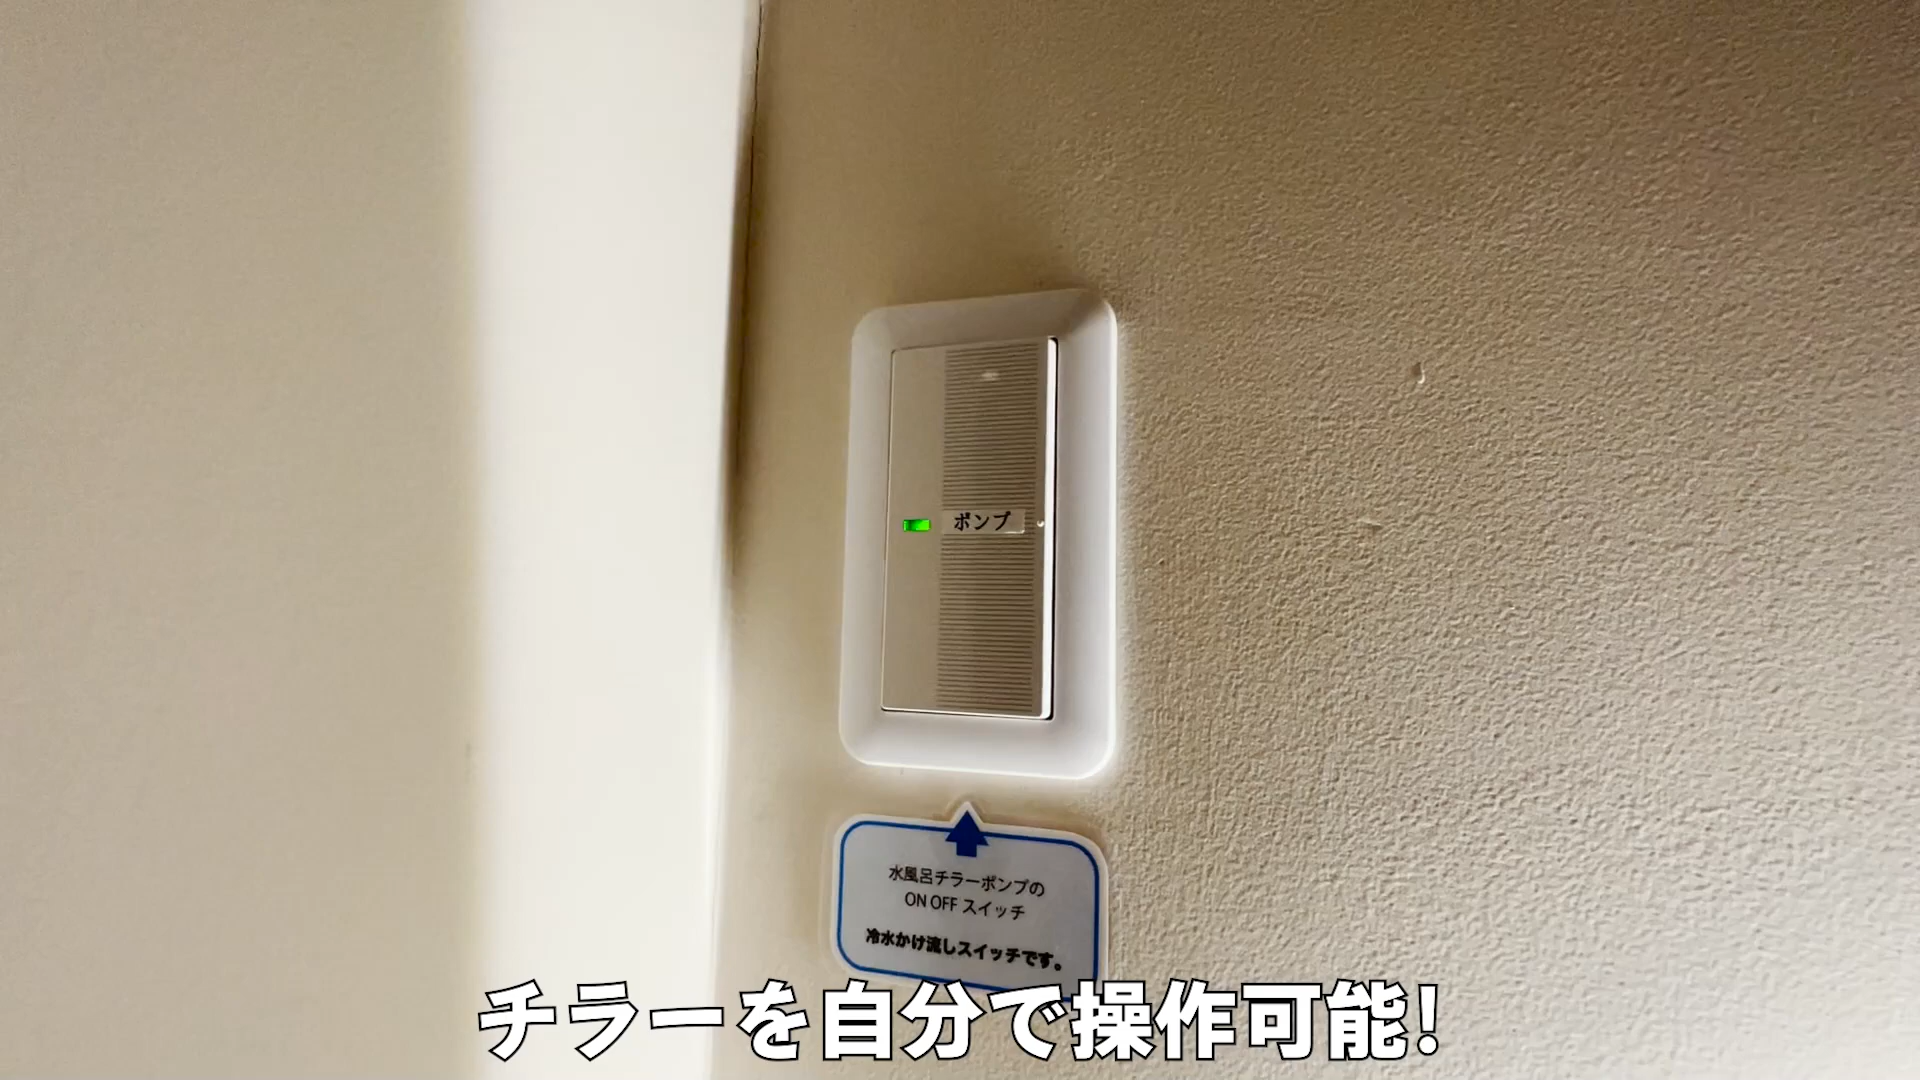 ポンプ
水風呂チラーポンプの
ON OFF スイッチ
冷水かけ流しスイッチです。
チラーを自分で操作可能!